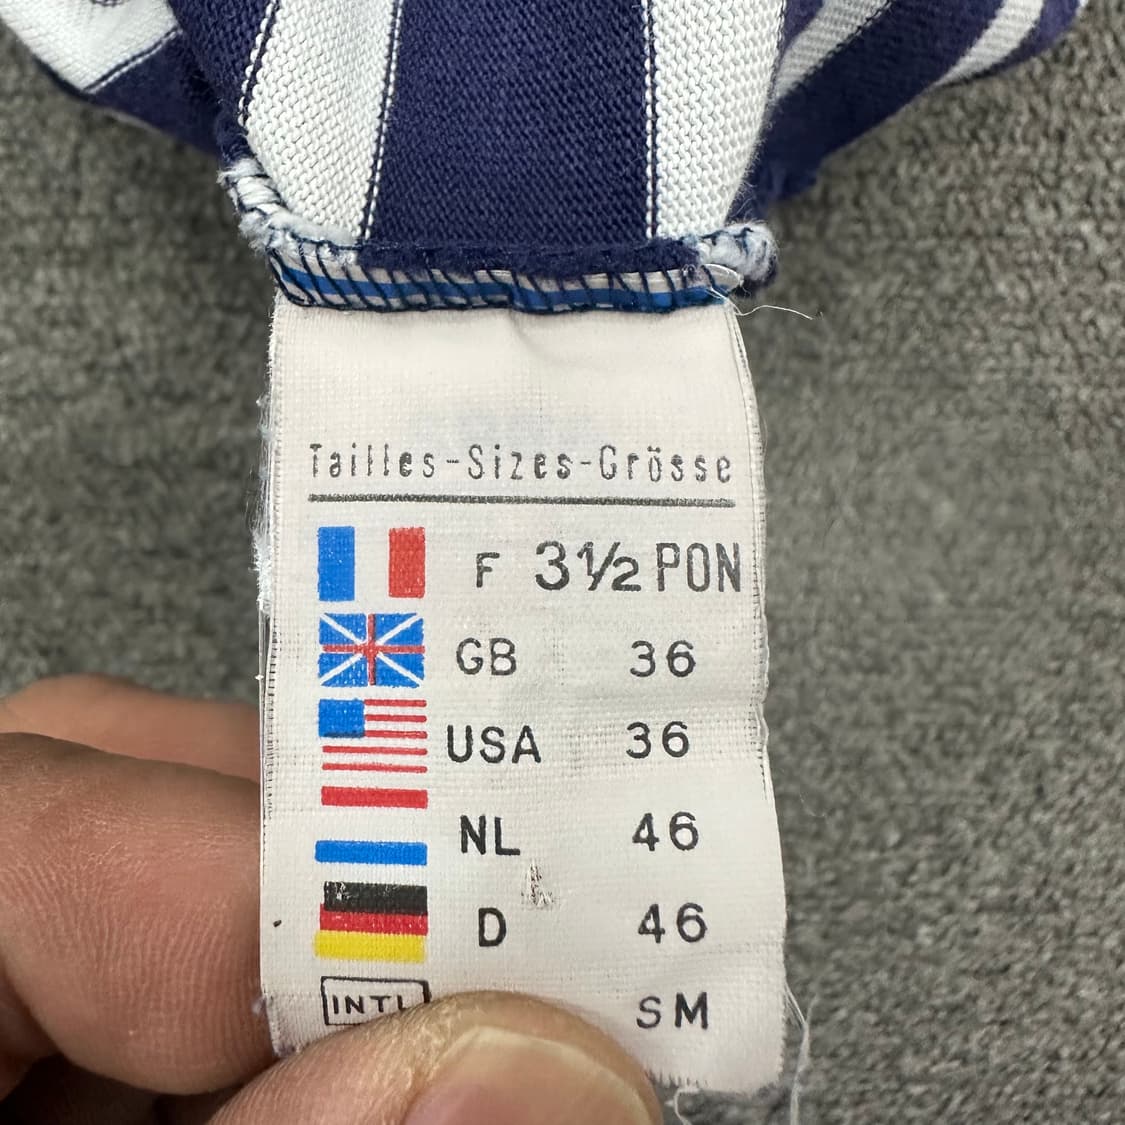 Tailles-Sizes-Grösse
F 3½ PON
GB 36
USA 36
NL 46
D 46
INTL SM